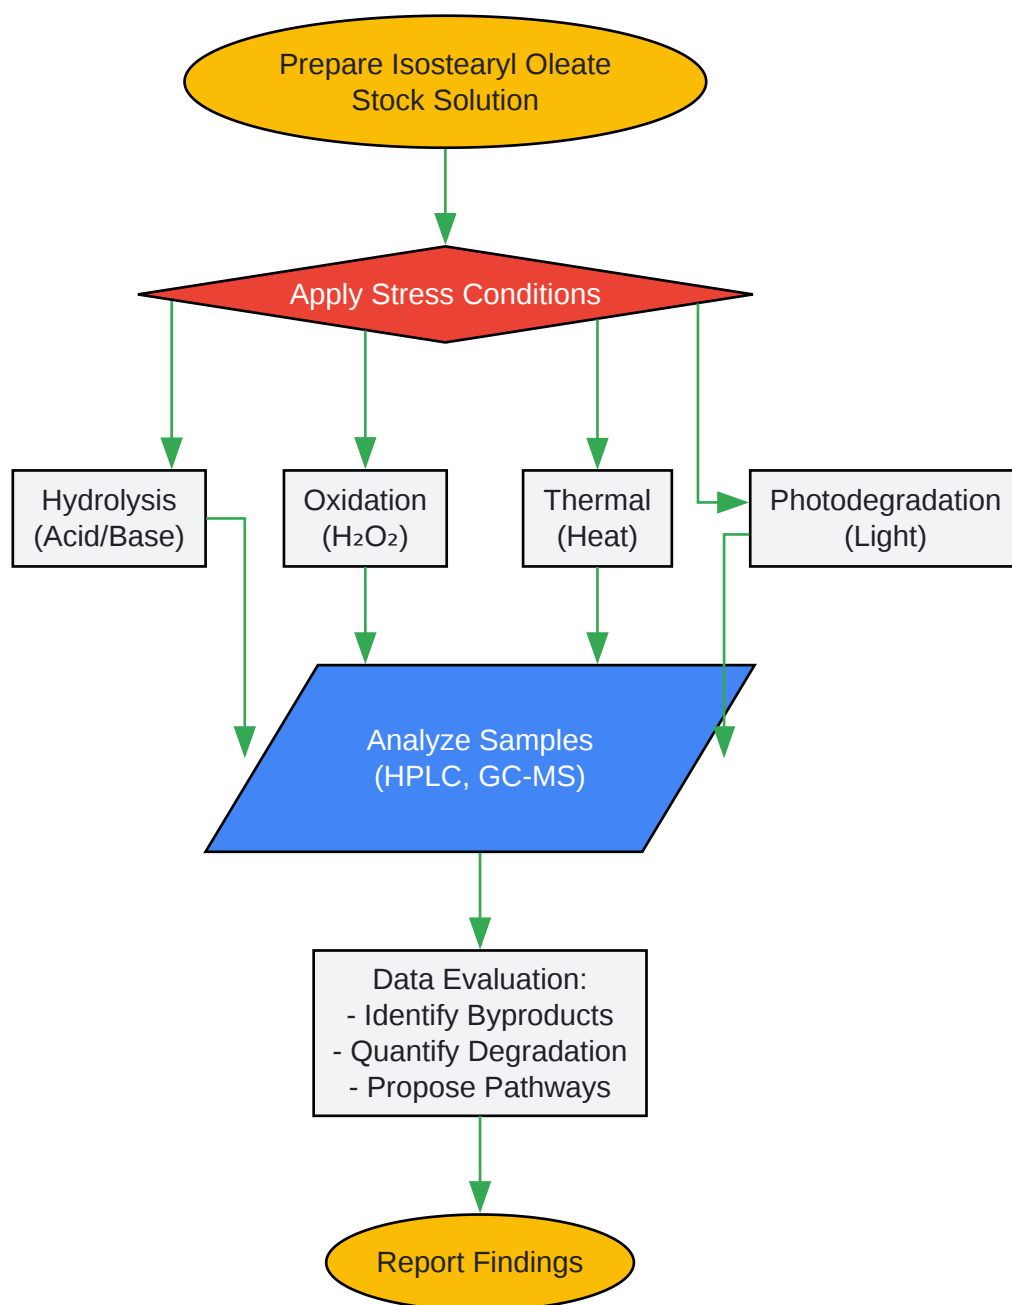 Prepare Isostearyl Oleate
Stock Solution
Apply Stress Conditions
Hydrolysis
(Acid/Base)
Oxidation
(H₂O₂)
Thermal
(Heat)
Photodegradation
(Light)
Analyze Samples
(HPLC, GC-MS)
Data Evaluation:
- Identify Byproducts
- Quantify Degradation
- Propose Pathways
Report Findings